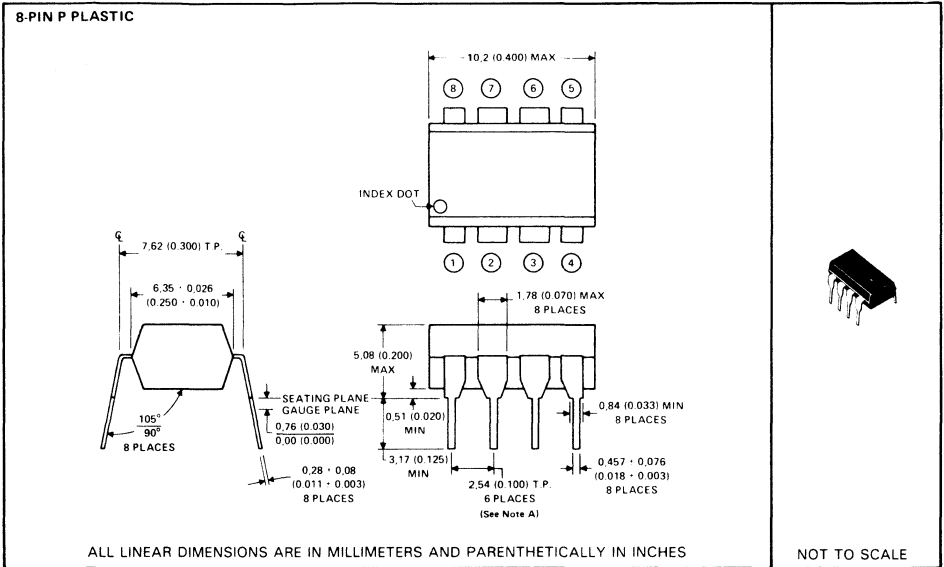 8-PIN P PLASTIC
10,2 (0.400) MAX
8 7 6 5
INDEX DOT
1 2 3 4
℄ ℄
7,62 (0.300) T.P.
6,35 · 0,026
(0.250 · 0.010)
105°
90°
8 PLACES
0,28 · 0,08
(0.011 · 0.003)
8 PLACES
SEATING PLANE
GAUGE PLANE
0,76 (0.030)
0,00 (0.000)
1,78 (0.070) MAX
8 PLACES
5,08 (0.200)
MAX
0,51 (0.020)
MIN
3,17 (0.125)
MIN
0,84 (0.033) MIN
8 PLACES
0,457 · 0,076
(0.018 · 0.003)
8 PLACES
2,54 (0.100) T.P.
6 PLACES
(See Note A)
ALL LINEAR DIMENSIONS ARE IN MILLIMETERS AND PARENTHETICALLY IN INCHES
NOT TO SCALE